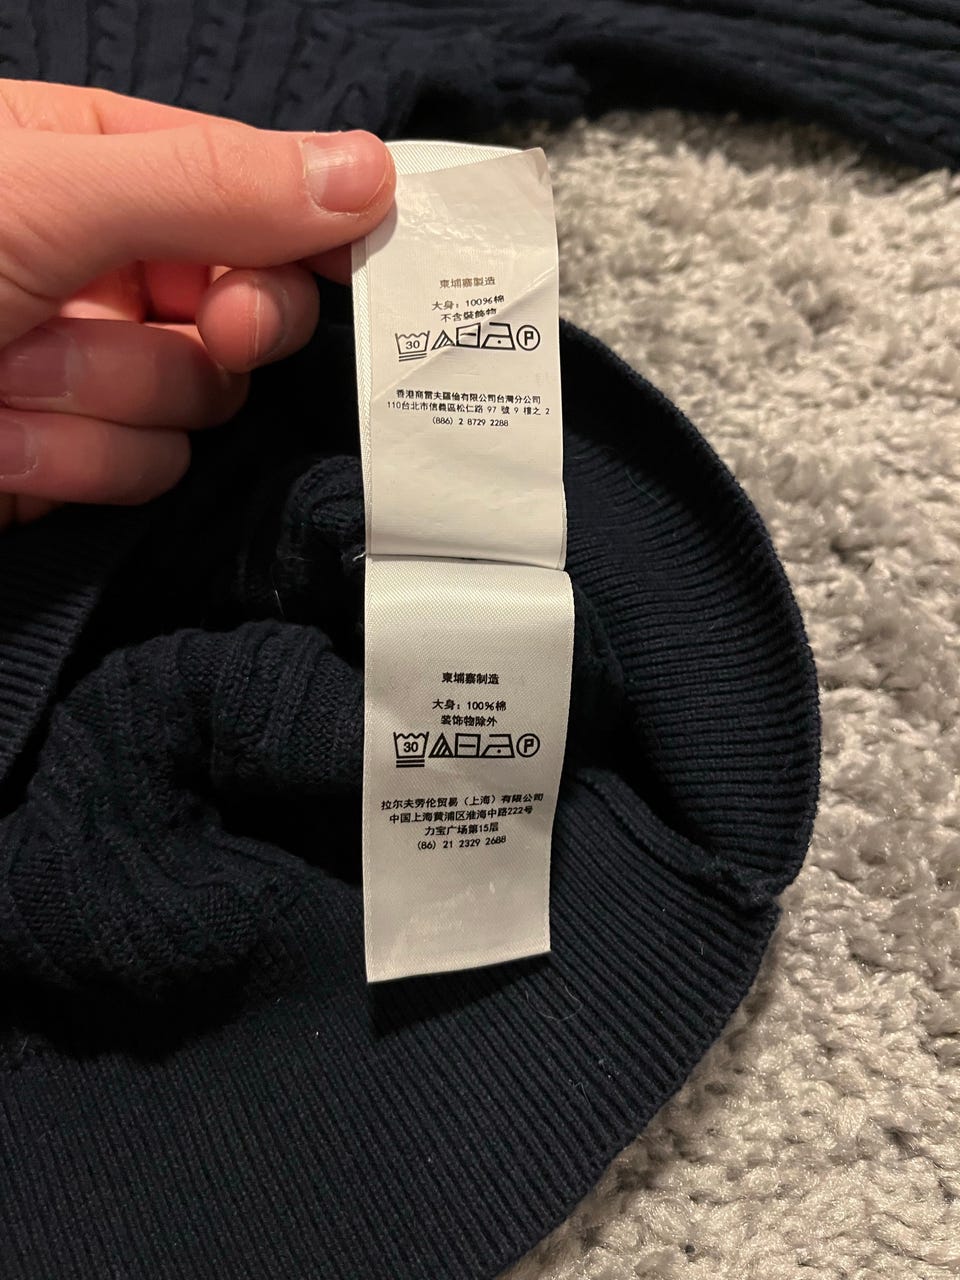 柬埔寨製造
大身: 100%棉
不含裝飾物
30 P
香港商雷夫羅倫有限公司台灣分公司
110台北市信義區松仁路 97 號 9 樓之 2
(886) 2 8729 2288
柬埔寨制造
大身: 100%棉
装饰物除外
30 P
拉尔夫劳伦贸易（上海）有限公司
中国上海黄浦区淮海中路222号
力宝广场第15层
(86) 21 2329 2688